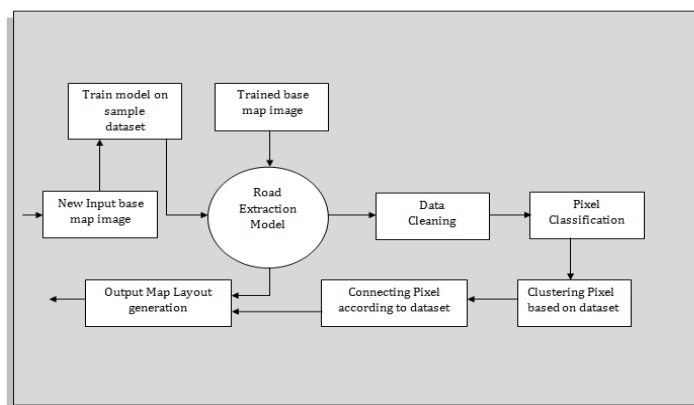 Train model on
sample
dataset
Trained base
map image
New Input base
map image
Road
Extraction
Model
Data
Cleaning
Pixel
Classification
Output Map Layout
generation
Connecting Pixel
according to dataset
Clustering Pixel
based on dataset